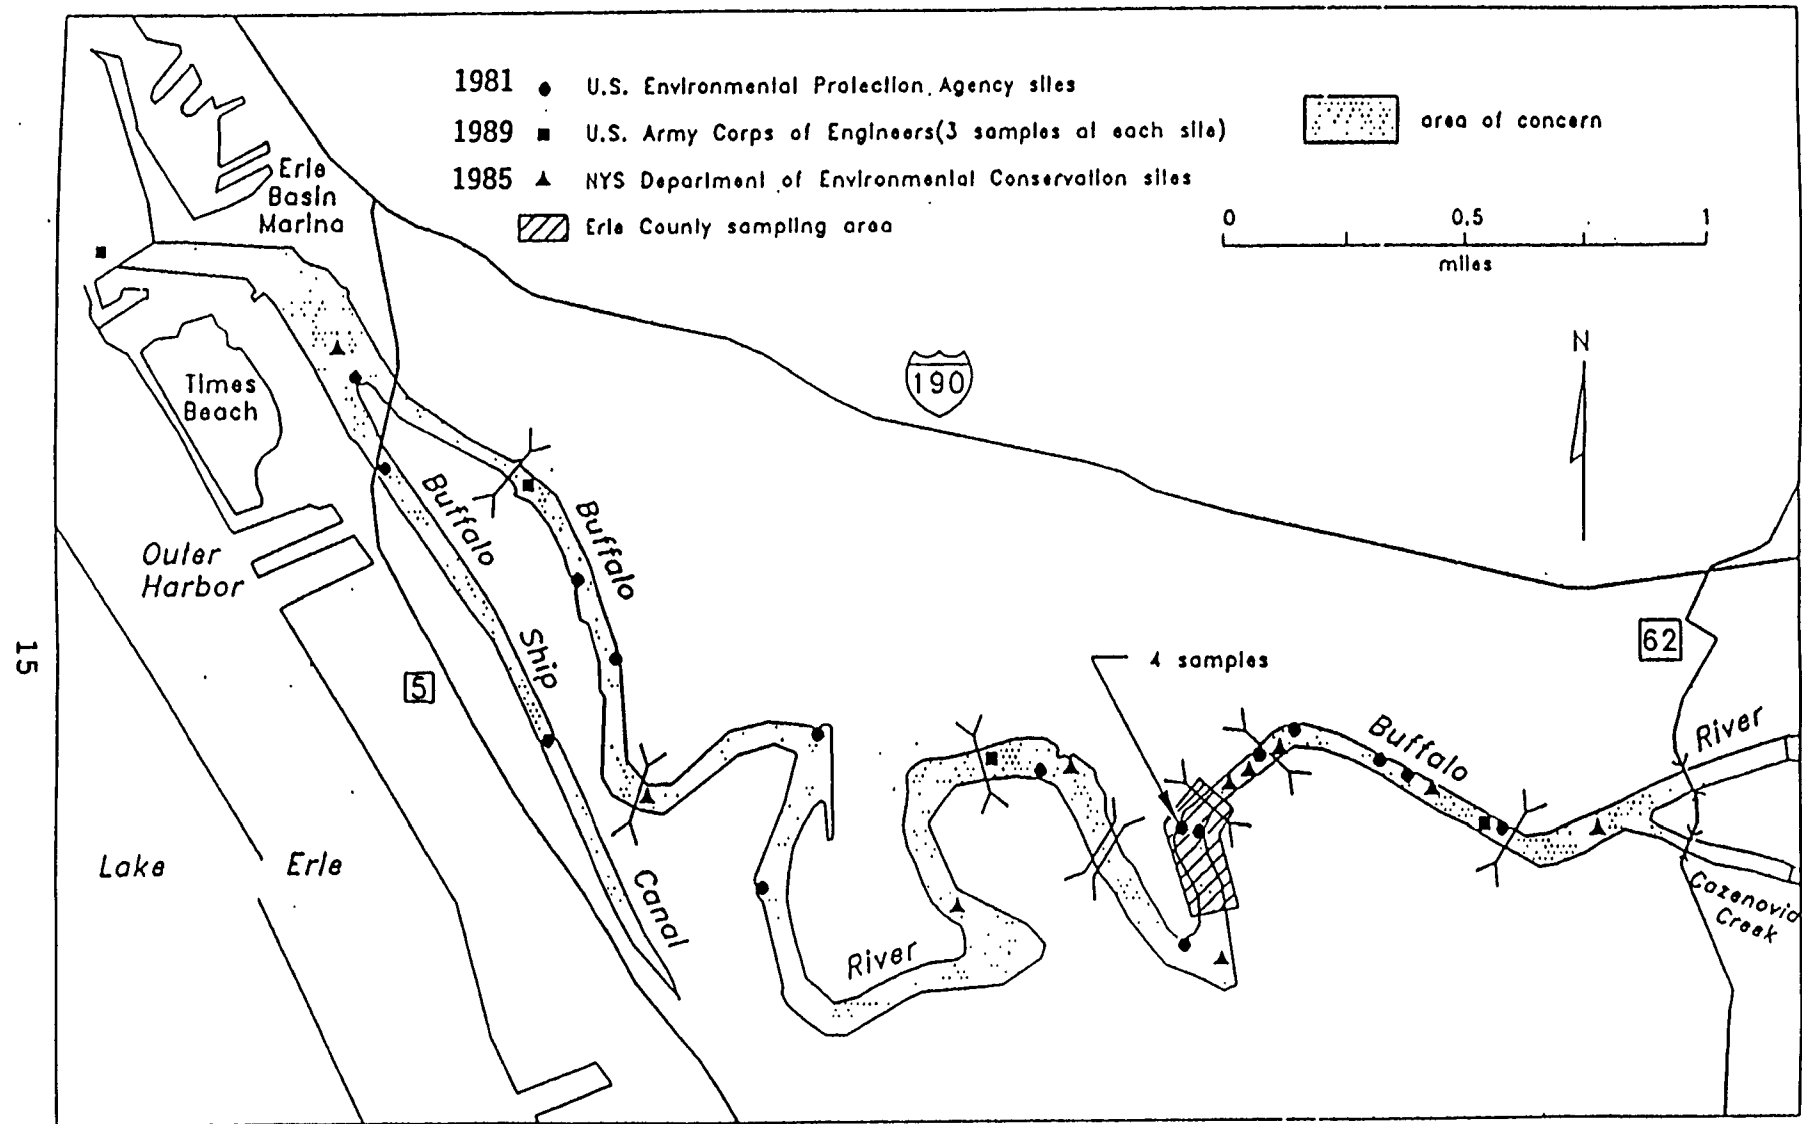 1981 U.S. Environmental Protection Agency sites
1989 U.S. Army Corps of Engineers(3 samples at each site)
1985 NYS Department of Environmental Conservation sites
Erie County sampling area
area of concern
0 0.5 1
miles
Erie
Basin
Marina
N
190
Times
Beach
Buffalo
Buffalo
Outer
Harbor
Ship
5
15
62
4 samples
Buffalo
River
Lake Erie
Canal
River
Cazenovia
Creek